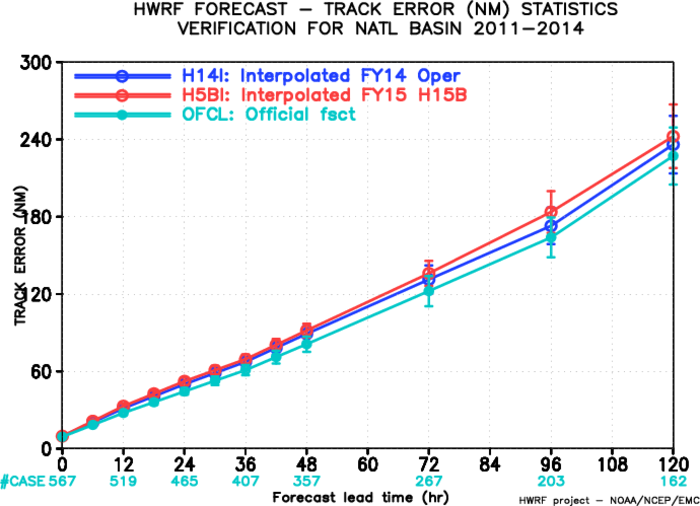 HWRF FORECAST – TRACK ERROR (NM) STATISTICS
VERIFICATION FOR NATL BASIN 2011–2014
H14I: Interpolated FY14 Oper
H5BI: Interpolated FY15 H15B
OFCL: Official fsct
TRACK ERROR (NM)
300
240
180
120
60
0
0 12 24 36 48 60 72 84 96 108 120
#CASE 567 519 465 407 357 267 203 162
Forecast lead time (hr)
HWRF project – NOAA/NCEP/EMC